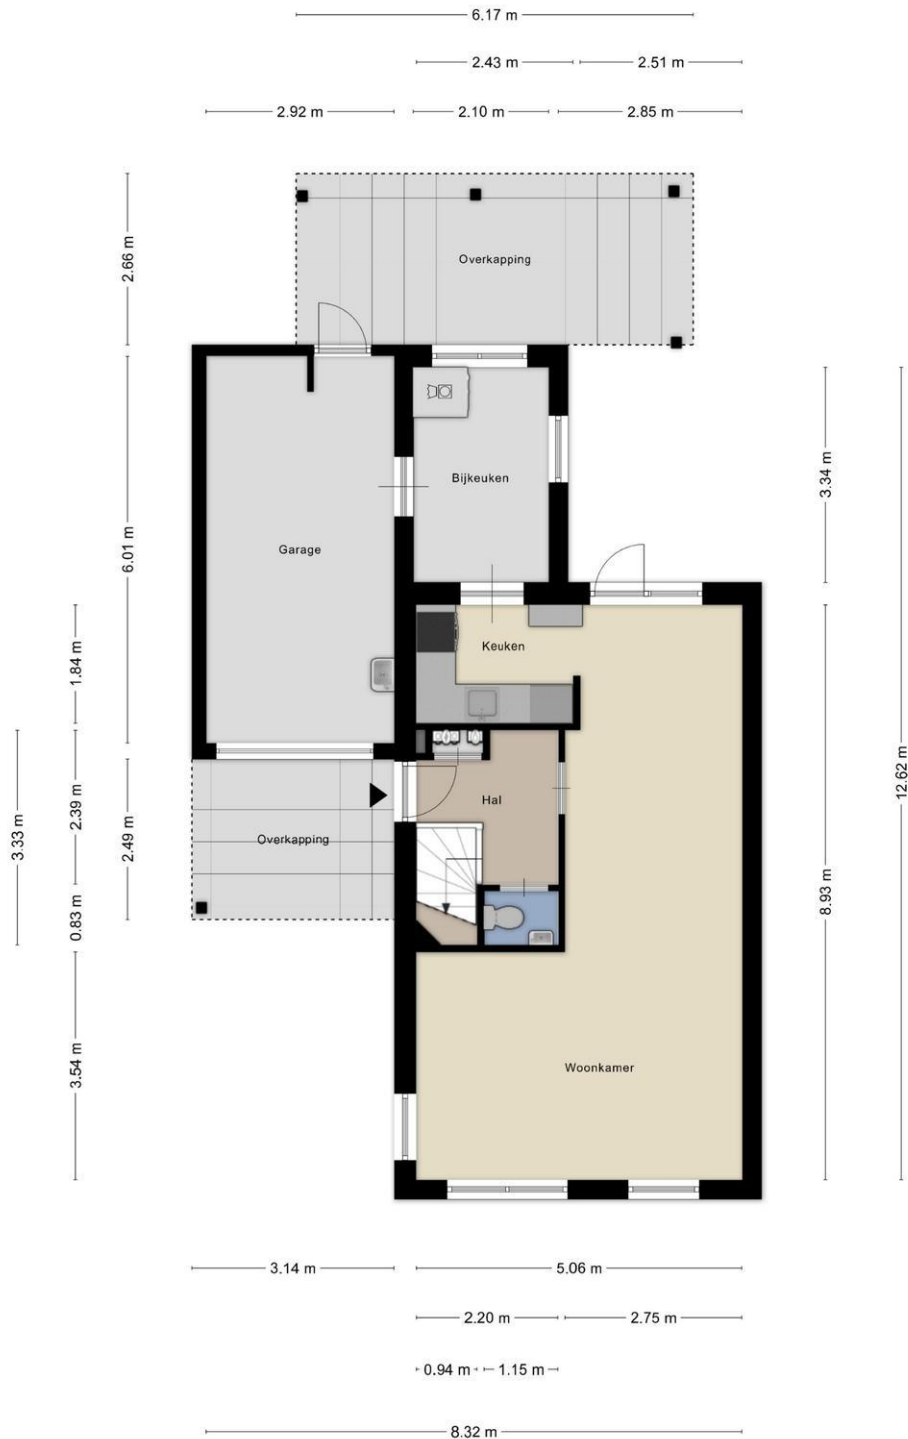 6.17 m
2.43 m
2.51 m
2.92 m
2.10 m
2.85 m
2.66 m
Overkapping
Bijkeuken
3.34 m
Garage
6.01 m
Keuken
1.84 m
12.62 m
Hal
2.39 m
3.33 m
2.49 m
Overkapping
8.93 m
0.83 m
3.54 m
Woonkamer
3.14 m
5.06 m
2.20 m
2.75 m
0.94 m
1.15 m
8.32 m